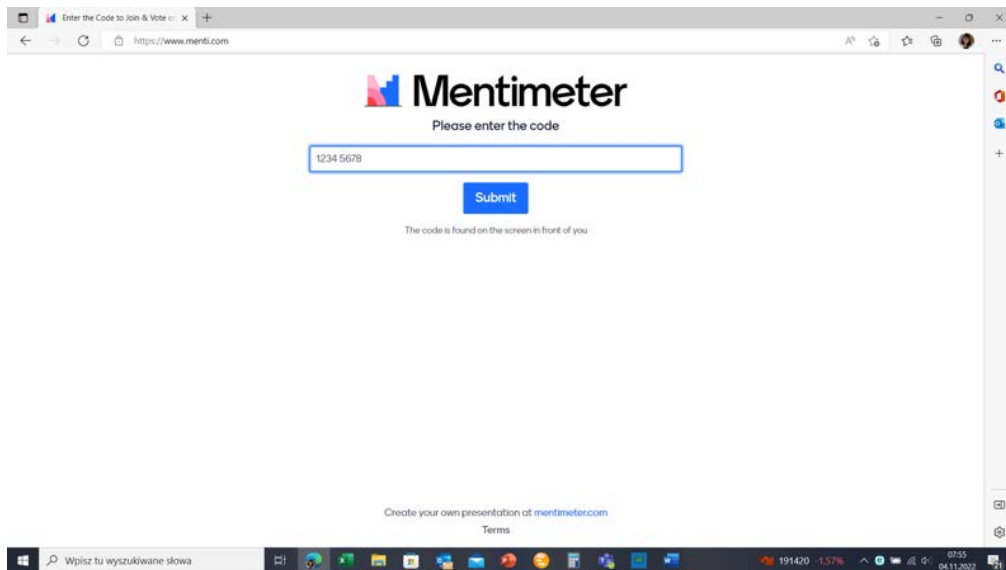 Enter the Code to Join & Vote o
https://www.menti.com
Mentimeter
Please enter the code
1234 5678
Submit
The code is found on the screen in front of you
Create your own presentation at mentimeter.com
Terms
Wpisz tu wyszukiwane słowa
191420 -1,57%
07:55
04.11.2022